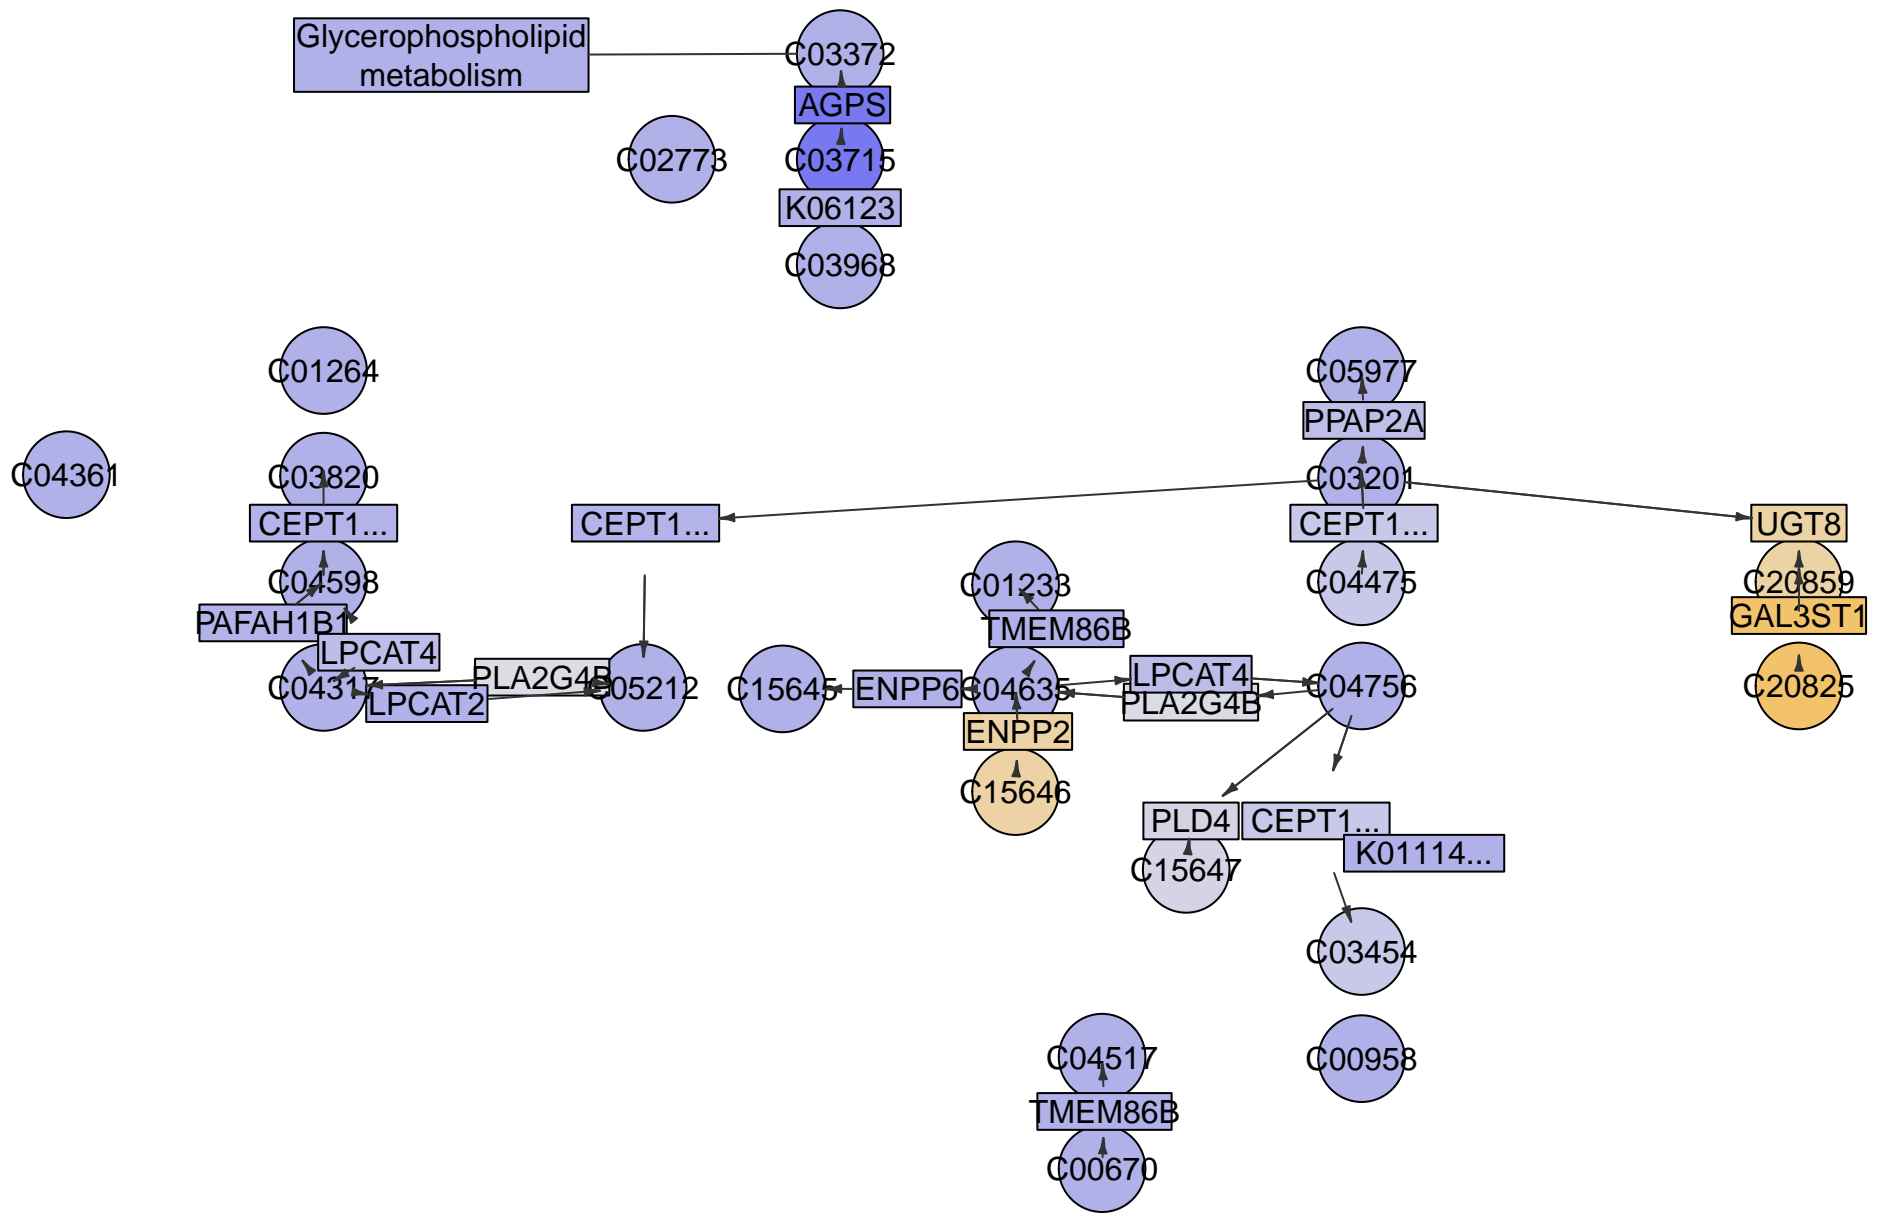 Glycerophospholipid
metabolism
C03372
AGPS
C02773
C03715
K06123
C03968
C01264
C05977
PPAP2A
C04361
C03820
C03201
CEPT1...
CEPT1...
CEPT1...
UGT8
C04598
C01233
C04475
C20859
PAFAH1B1
TMEM86B
GAL3ST1
LPCAT4
C04317
PLA2G4B
LPCAT2
C05212
C15645
ENPP6
C04635
LPCAT4
PLA2G4B
C04756
C20825
ENPP2
C15646
PLD4
CEPT1...
K01114...
C15647
C03454
C04517
C00958
TMEM86B
C00670